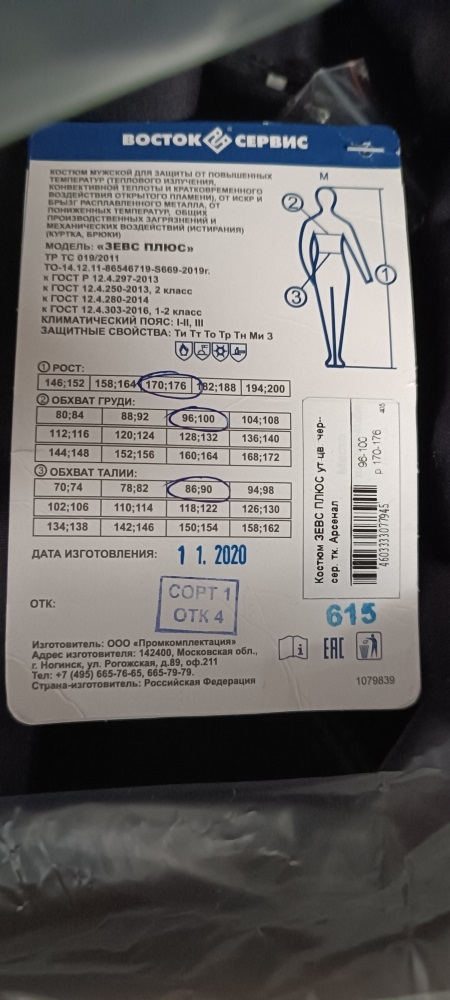 ВОСТОК СЕРВИС
КОСТЮМ МУЖСКОЙ ДЛЯ ЗАЩИТЫ ОТ ПОВЫШЕННЫХ
ТЕМПЕРАТУР (ТЕПЛОВОГО ИЗЛУЧЕНИЯ,
КОНВЕКТИВНОЙ ТЕПЛОТЫ И КРАТКОВРЕМЕННОГО
ВОЗДЕЙСТВИЯ ОТКРЫТОГО ПЛАМЕНИ), ОТ ИСКР И
БРЫЗГ РАСПЛАВЛЕННОГО МЕТАЛЛА, ОТ
ПОНИЖЕННЫХ ТЕМПЕРАТУР, ОБЩИХ
ПРОИЗВОДСТВЕННЫХ ЗАГРЯЗНЕНИЙ И
МЕХАНИЧЕСКИХ ВОЗДЕЙСТВИЙ (ИСТИРАНИЯ)
(КУРТКА, БРЮКИ)
МОДЕЛЬ: «ЗЕВС ПЛЮС»
ТР ТС 019/2011
ТО-14.12.11-86546719-S669-2019г.
к ГОСТ Р 12.4.297-2013
к ГОСТ 12.4.250-2013, 2 класс
к ГОСТ 12.4.280-2014
к ГОСТ 12.4.303-2016, 1-2 класс
КЛИМАТИЧЕСКИЙ ПОЯС: I-II, III
ЗАЩИТНЫЕ СВОЙСТВА: Ти Тт То Тр Тн Ми З
М
2
1
3
1 РОСТ:
146;152 158;164 170;176 182;188 194;200
2 ОБХВАТ ГРУДИ:
80;84 88;92 96;100 104;108
112;116 120;124 128;132 136;140
144;148 152;156 160;164 168;172
3 ОБХВАТ ТАЛИИ:
70;74 78;82 86;90 94;98
102;106 110;114 118;122 126;130
134;138 142;146 150;154 158;162
Костюм ЗЕВС ПЛЮС ут.цв. чер.-
сер. тк. Арсенал
96-100
р 170-176
4603333077945
ДАТА ИЗГОТОВЛЕНИЯ: 1 1. 2020
ОТК:
СОРТ 1
ОТК 4
615
EAC
Изготовитель: ООО «Промкомплектация»
Адрес изготовителя: 142400, Московская обл.,
г. Ногинск, ул. Рогожская, д.89, оф.211
Тел: +7 (495) 665-76-65, 665-79-79.
Страна-изготовитель: Российская Федерация
1079839